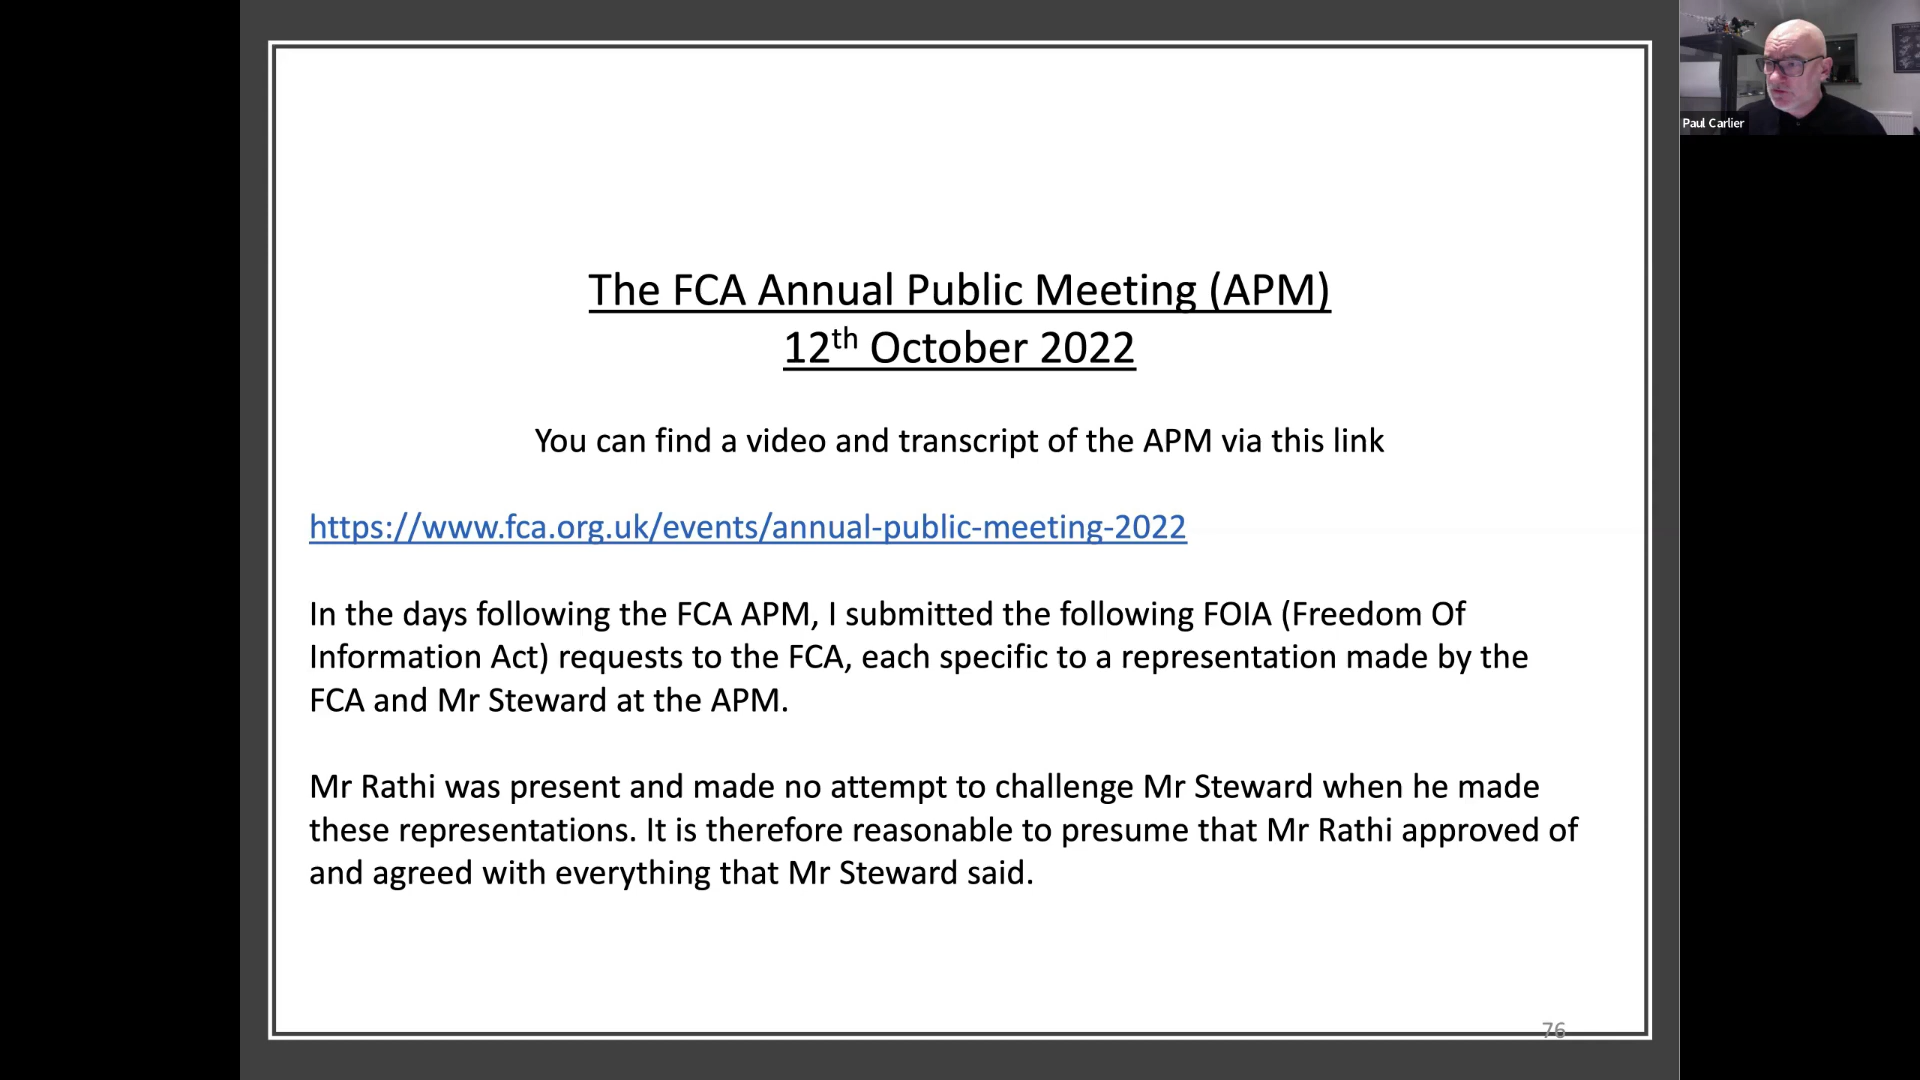 The FCA Annual Public Meeting (APM)
12th October 2022
You can find a video and transcript of the APM via this link
https://www.fca.org.uk/events/annual-public-meeting-2022
In the days following the FCA APM, I submitted the following FOIA (Freedom Of
Information Act) requests to the FCA, each specific to a representation made by the
FCA and Mr Steward at the APM.
Mr Rathi was present and made no attempt to challenge Mr Steward when he made
these representations. It is therefore reasonable to presume that Mr Rathi approved of
and agreed with everything that Mr Steward said.
76
Paul Carlier